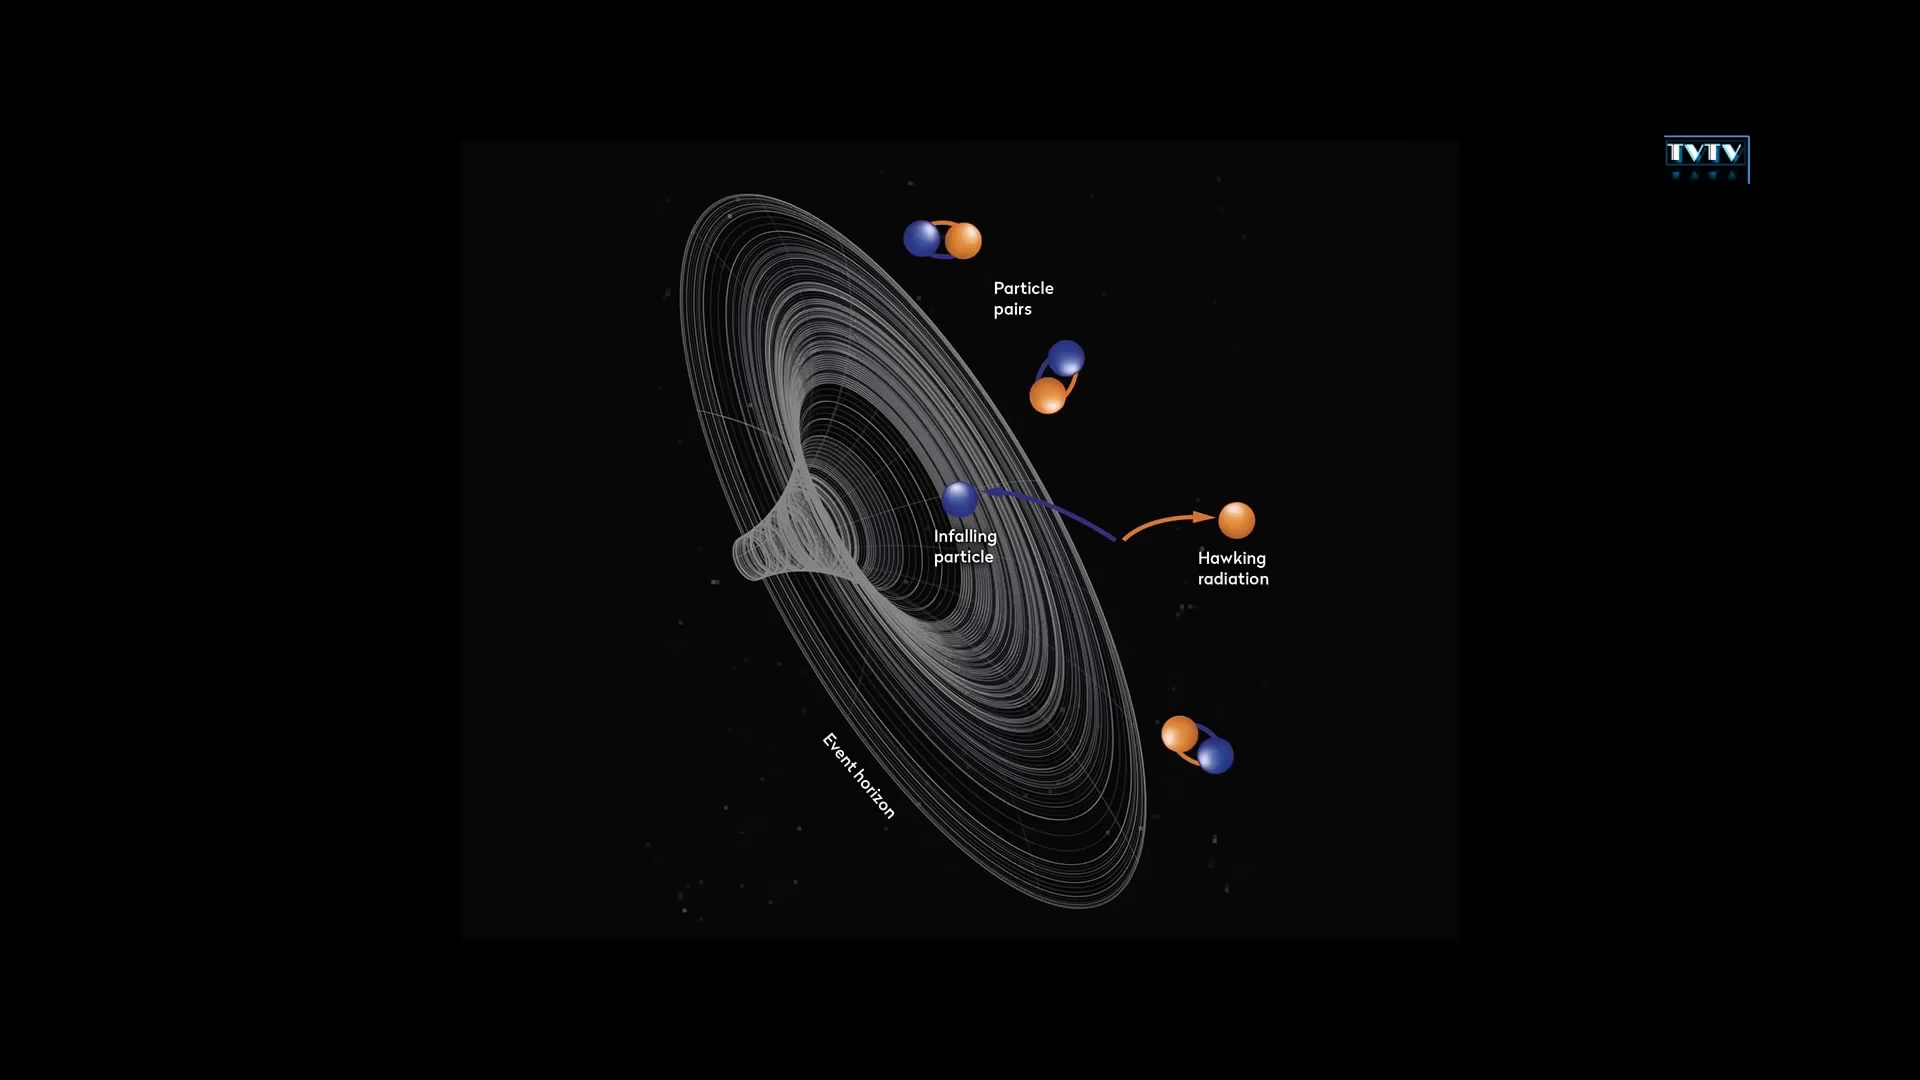 TVTV
Particle
pairs
Infalling
particle
Hawking
radiation
Event horizon